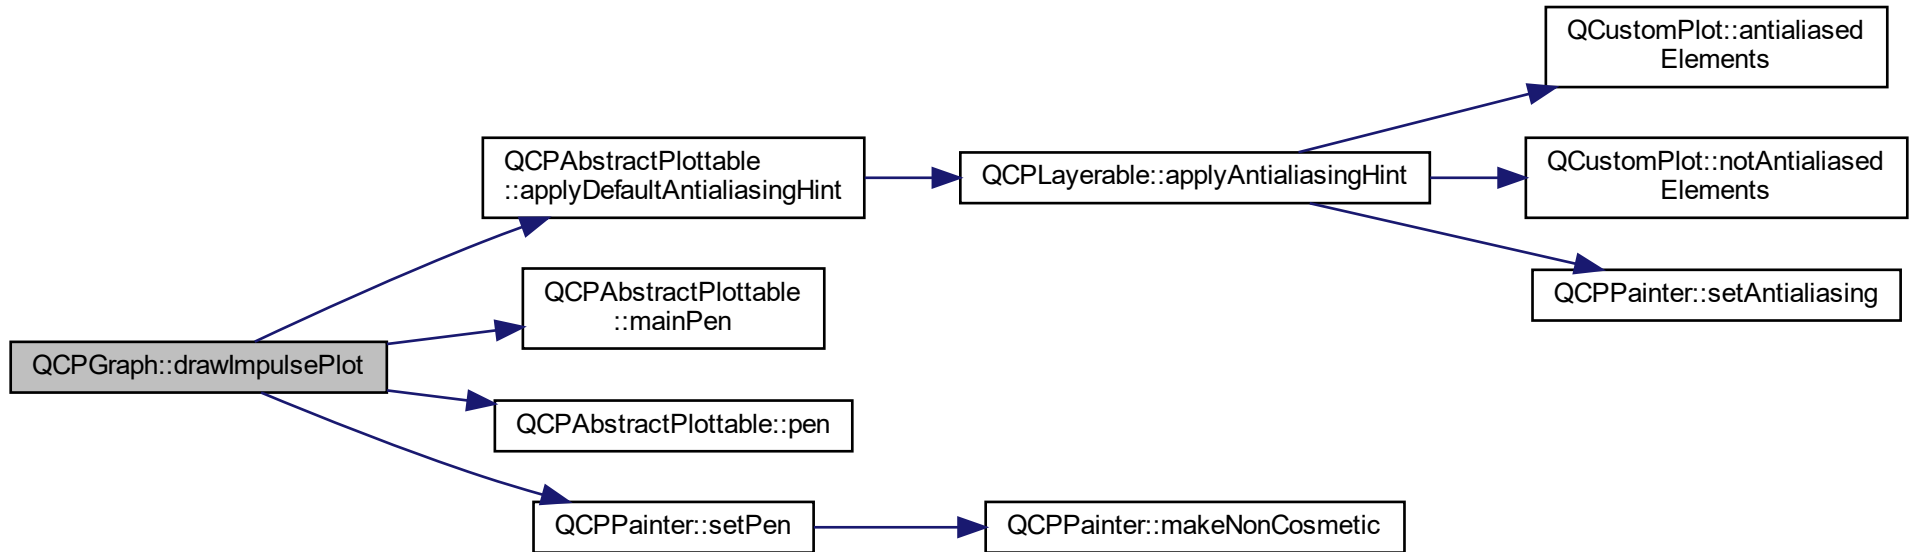 QCPGraph::drawImpulsePlot
QCPAbstractPlottable
::applyDefaultAntialiasingHint
QCPAbstractPlottable
::mainPen
QCPAbstractPlottable::pen
QCPPainter::setPen
QCPLayerable::applyAntialiasingHint
QCPPainter::makeNonCosmetic
QCustomPlot::antialiased
Elements
QCustomPlot::notAntialiased
Elements
QCPPainter::setAntialiasing